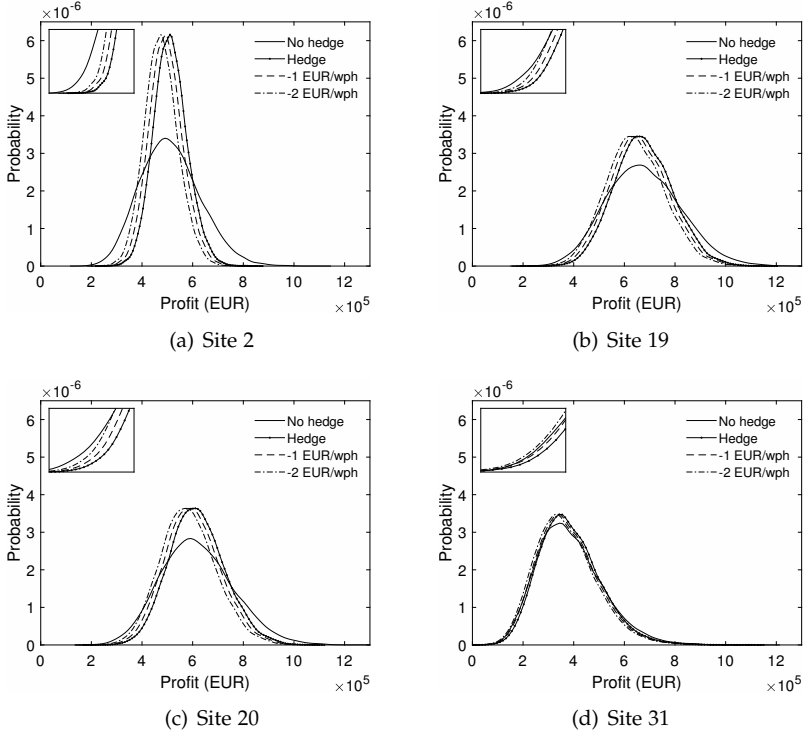 ×10⁻⁶
No hedge
Hedge
-1 EUR/wph
-2 EUR/wph
Probability
6
5
4
3
2
1
0
0 2 4 6 8 10 12
Profit (EUR)
×10⁵
(a) Site 2
×10⁻⁶
No hedge
Hedge
-1 EUR/wph
-2 EUR/wph
Probability
6
5
4
3
2
1
0
0 2 4 6 8 10 12
Profit (EUR)
×10⁵
(b) Site 19
×10⁻⁶
No hedge
Hedge
-1 EUR/wph
-2 EUR/wph
Probability
6
5
4
3
2
1
0
0 2 4 6 8 10 12
Profit (EUR)
×10⁵
(c) Site 20
×10⁻⁶
No hedge
Hedge
-1 EUR/wph
-2 EUR/wph
Probability
6
5
4
3
2
1
0
0 2 4 6 8 10 12
Profit (EUR)
×10⁵
(d) Site 31